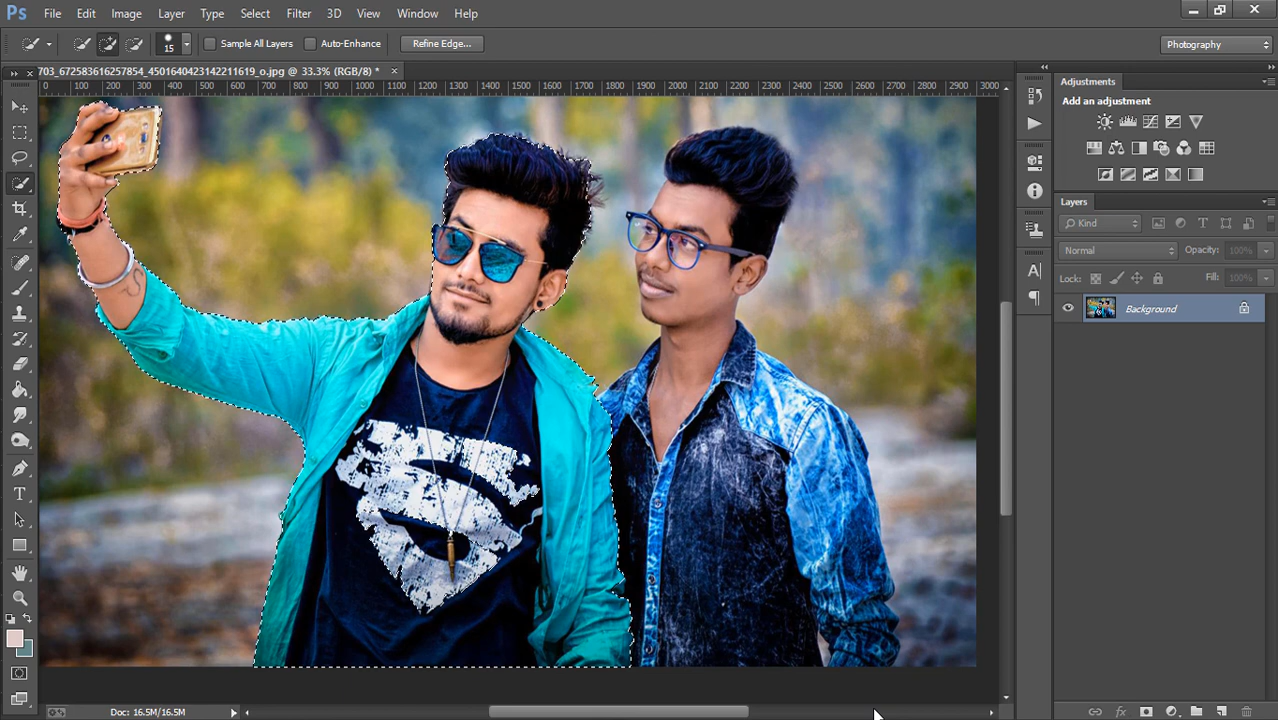 Ps File Edit Image Layer Type Select Filter 3D View Window Help
15 Sample All Layers Auto-Enhance Refine Edge... Photography
703_672583616257854_4501640423142211619_o.jpg @ 33.3% (RGB/8) * ×
0 100 200 300 400 500 600 700 800 900 1000 1100 1200 1300 1400 1500 1600 1700 1800 1900 2000 2100 2200 2300 2400 2500 2600 2700 2800 2900 3000
Adjustments
Add an adjustment
Layers
Kind
Normal Opacity: 100%
Lock: Fill: 100%
Background
Doc: 16.5M/16.5M